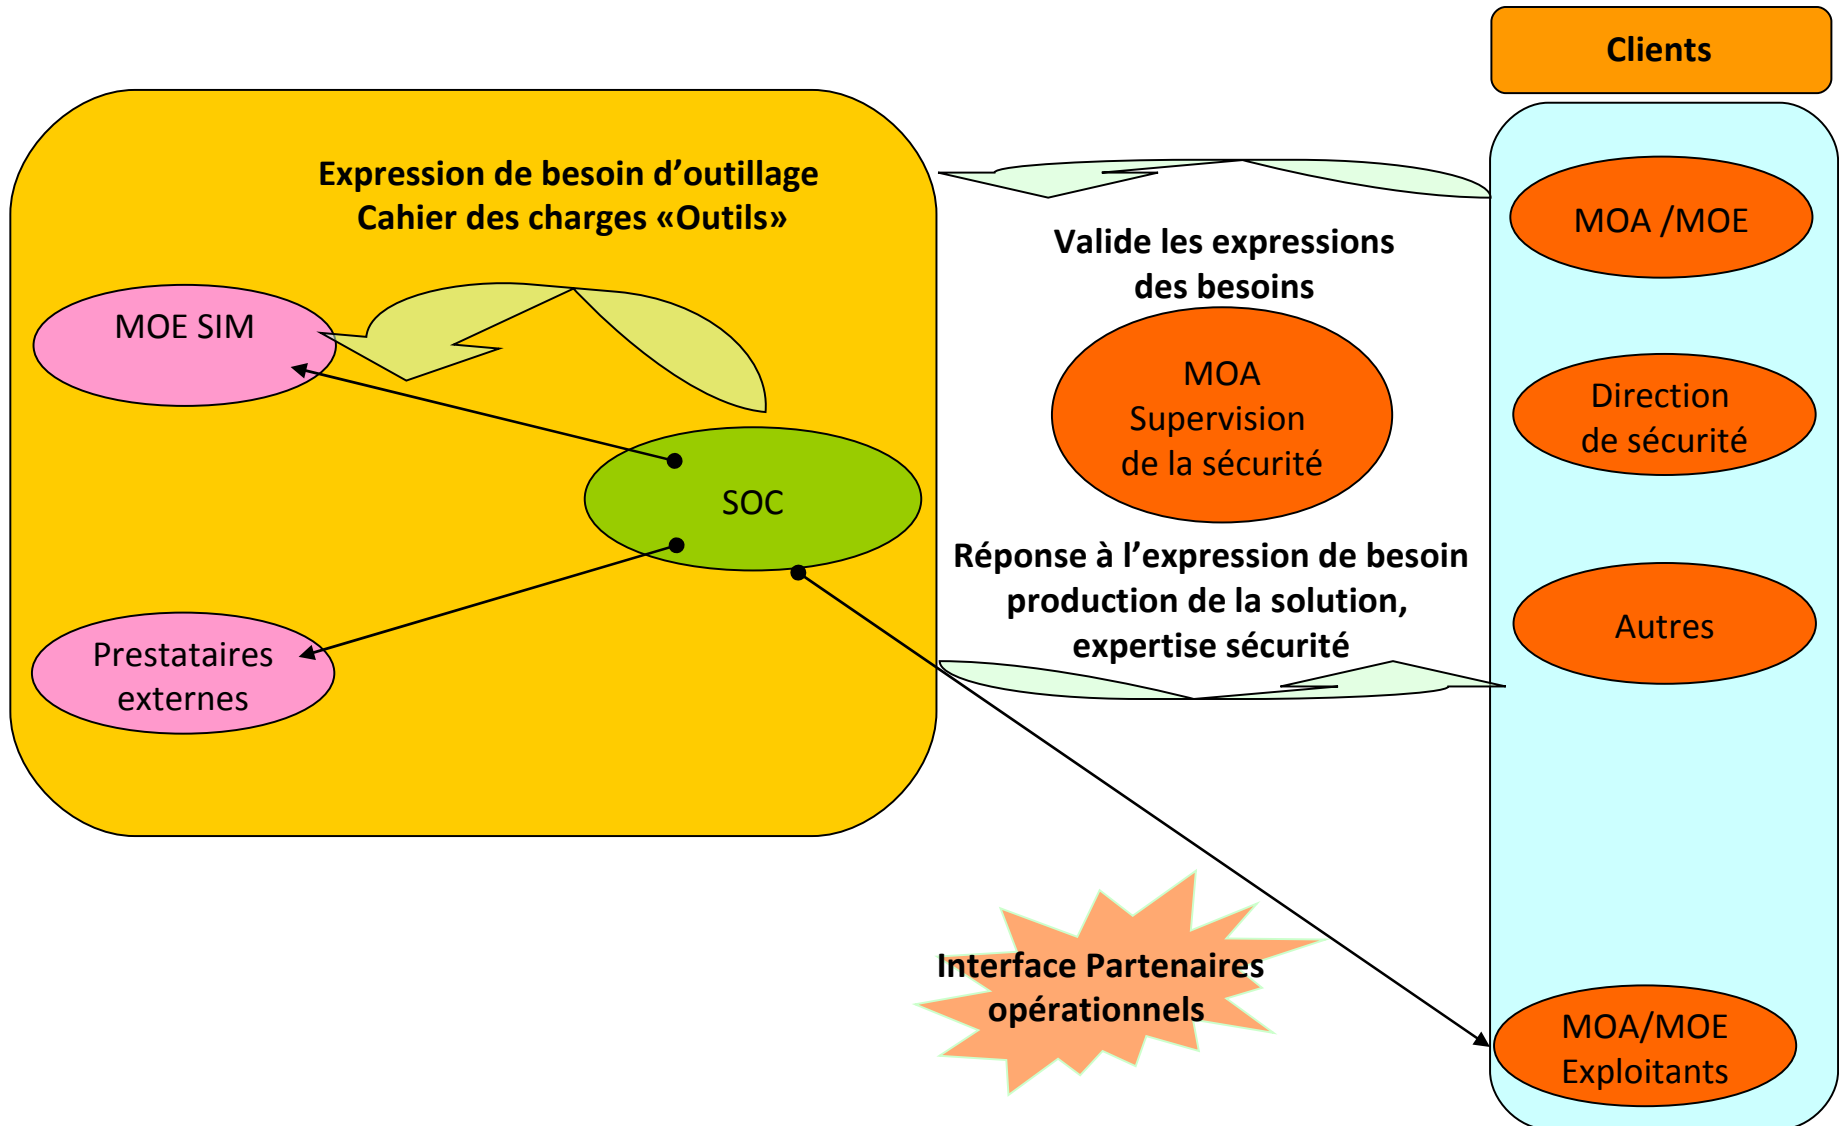 Clients
Expression de besoin d’outillage
Cahier des charges «Outils»
MOE SIM
SOC
Prestataires
externes
Valide les expressions
des besoins
MOA
Supervision
de la sécurité
Réponse à l’expression de besoin
production de la solution,
expertise sécurité
MOA /MOE
Direction
de sécurité
Autres
Interface Partenaires
opérationnels
MOA/MOE
Exploitants